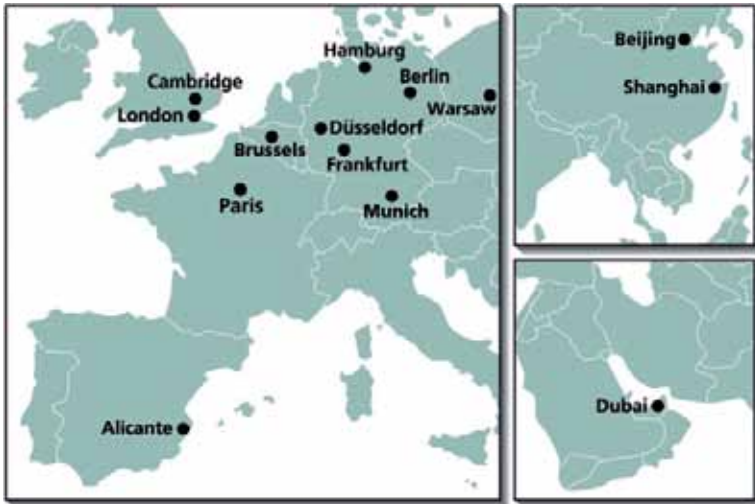 Hamburg
Berlin
Cambridge
London
Warsaw
Düsseldorf
Brussels
Frankfurt
Paris
Munich
Alicante
Beijing
Shanghai
Dubai